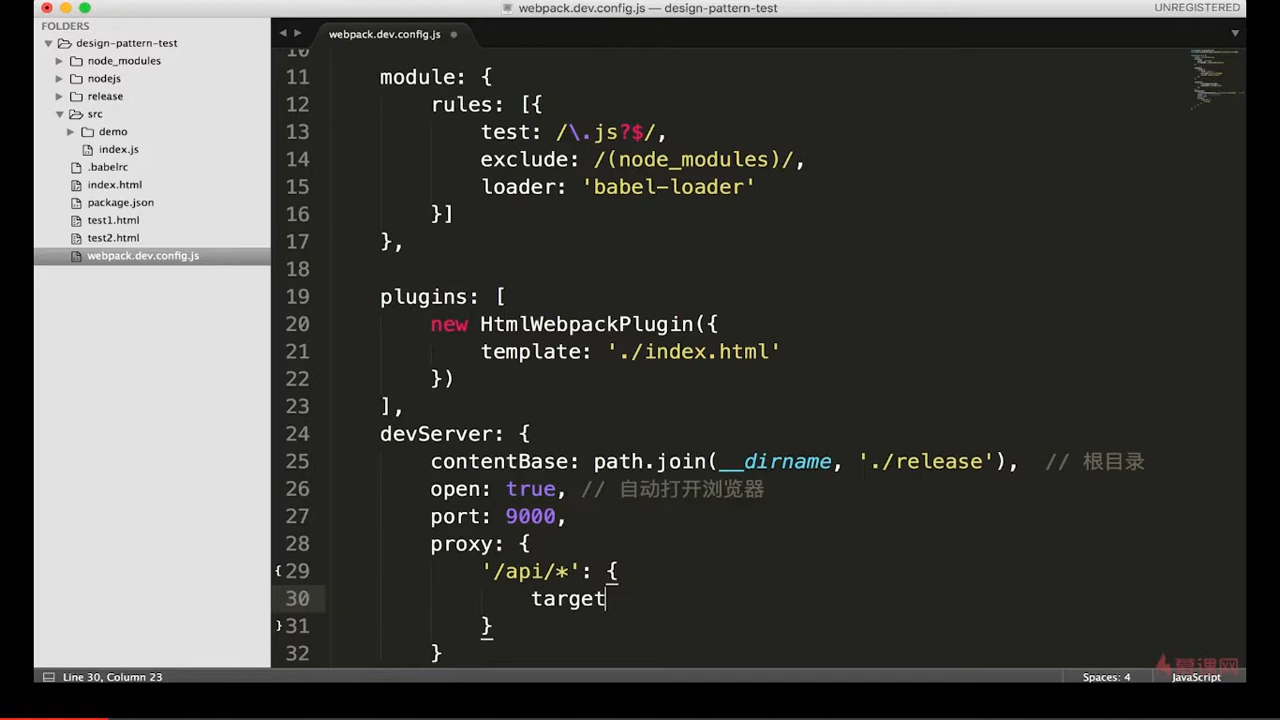 webpack.dev.config.js — design-pattern-test
UNREGISTERED
FOLDERS
design-pattern-test
node_modules
nodejs
release
src
demo
index.js
.babelrc
index.html
package.json
test1.html
test2.html
webpack.dev.config.js
webpack.dev.config.js
10
11 module: {
12 rules: [{
13 test: /\.js?$/,
14 exclude: /(node_modules)/,
15 loader: 'babel-loader'
16 }]
17 },
18
19 plugins: [
20 new HtmlWebpackPlugin({
21 template: './index.html'
22 })
23 ],
24 devServer: {
25 contentBase: path.join(__dirname, './release'), // 根目录
26 open: true, // 自动打开浏览器
27 port: 9000,
28 proxy: {
29 '/api/*': {
30 target
31 }
32 }
慕课网
Line 30, Column 23
Spaces: 4
JavaScript